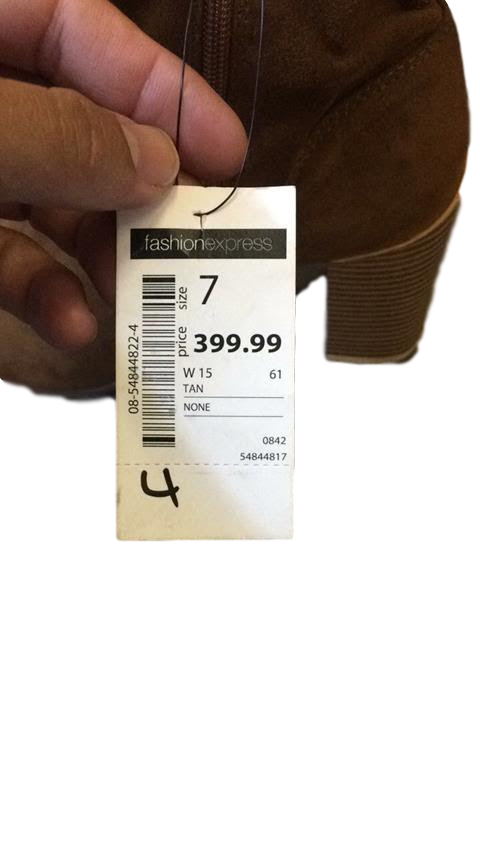 fashionexpress
size 7
price 399.99
W 15 61
TAN
NONE
0842
54844817
08-54844822-4
4